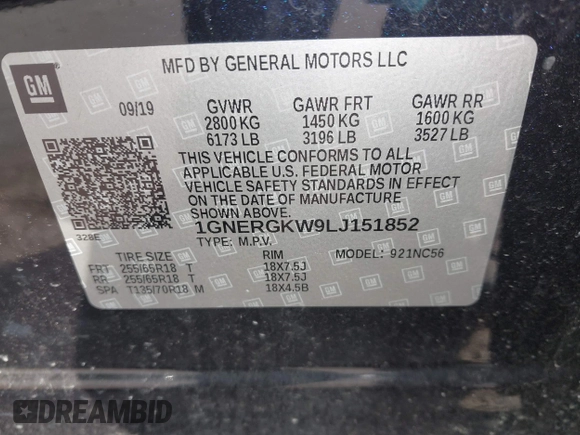 GM
MFD BY GENERAL MOTORS LLC
09/19 GVWR GAWR FRT GAWR RR
2800 KG 1450 KG 1600 KG
6173 LB 3196 LB 3527 LB
THIS VEHICLE CONFORMS TO ALL
APPLICABLE U.S. FEDERAL MOTOR
VEHICLE SAFETY STANDARDS IN EFFECT
ON THE DATE OF MANUFACTURE SHOWN ABOVE.
328E
1GNERGKW9LJ151852
TYPE: M.P.V. MODEL: 921NC56
TIRE SIZE RIM
FRT 255/65R18 T 18X7.5J
RR 255/65R18 T 18X7.5J
SPA T135/70R18 M 18X4.5B
DREAMBID